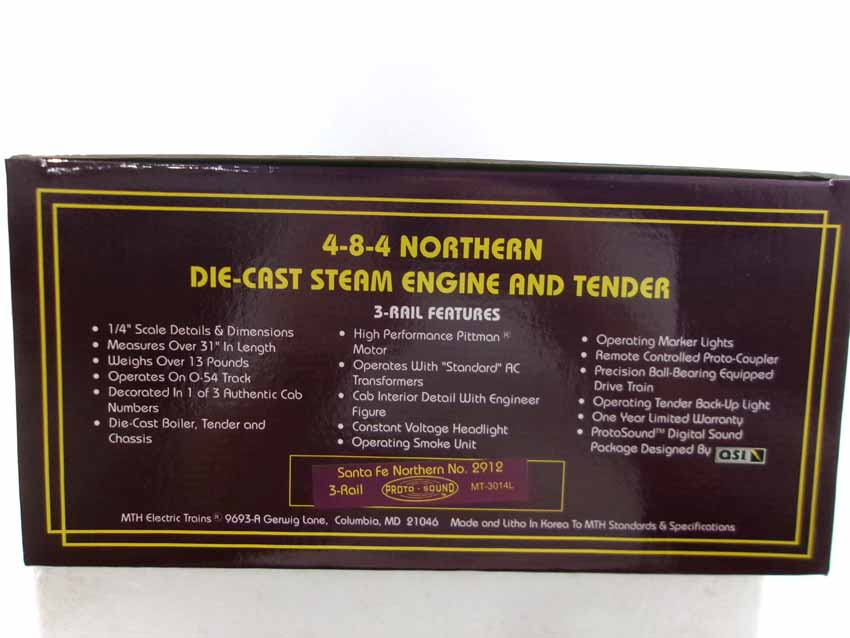 4-8-4 NORTHERN
DIE-CAST STEAM ENGINE AND TENDER
3-RAIL FEATURES
• 1/4" Scale Details & Dimensions
• Measures Over 31" In Length
• Weighs Over 13 Pounds
• Operates On O-54 Track
• Decorated In 1 of 3 Authentic Cab
Numbers
• Die-Cast Boiler, Tender and
Chassis
• High Performance Pittman ®
Motor
• Operates With "Standard" AC
Transformers
• Cab Interior Detail With Engineer
Figure
• Constant Voltage Headlight
• Operating Smoke Unit
• Operating Marker Lights
• Remote Controlled Proto-Coupler
• Precision Ball-Bearing Equipped
Drive Train
• Operating Tender Back-Up Light
• One Year Limited Warranty
• ProtoSound™ Digital Sound
Package Designed By QSI
Santa Fe Northern No. 2912
3-Rail PROTO-SOUND MT-3014L
MTH Electric Trains ® 9693-A Gerwig Lane, Columbia, MD 21046 Made and Litho In Korea To MTH Standards & Specifications